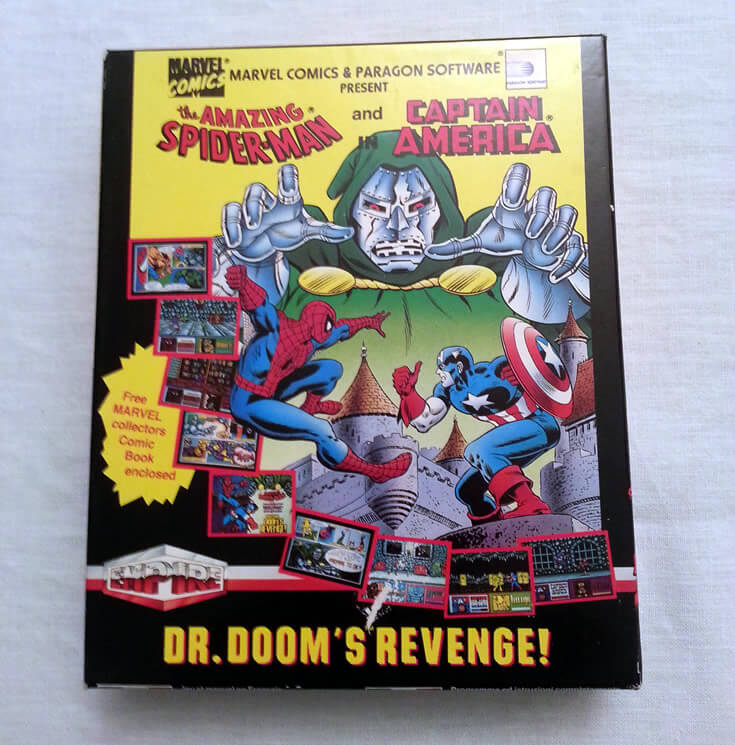 MARVEL COMICS
MARVEL COMICS & PARAGON SOFTWARE
PRESENT
the AMAZING SPIDER-MAN and CAPTAIN AMERICA
IN
Free
MARVEL
collectors
Comic
Book
enclosed
EMPIRE
DR. DOOM'S REVENGE!